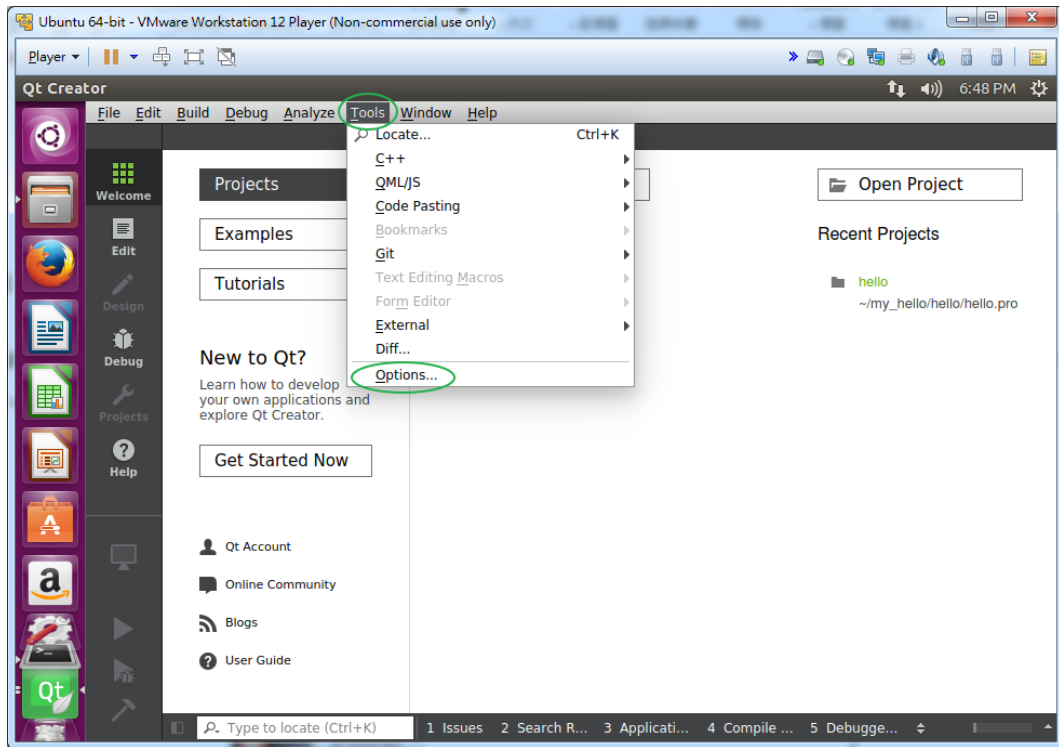 Ubuntu 64-bit - VMware Workstation 12 Player (Non-commercial use only)
Player
Qt Creator
6:48 PM
File Edit Build Debug Analyze Tools Window Help
Locate... Ctrl+K
C++
QML/JS
Code Pasting
Bookmarks
Git
Text Editing Macros
Form Editor
External
Diff...
Options...
Welcome
Edit
Design
Debug
Projects
Help
Projects
Examples
Tutorials
New to Qt?
Learn how to develop
your own applications and
explore Qt Creator.
Get Started Now
Qt Account
Online Community
Blogs
User Guide
Open Project
Recent Projects
hello
~/my_hello/hello/hello.pro
a
Qt
Type to locate (Ctrl+K)
1 Issues 2 Search R... 3 Applicati... 4 Compile ... 5 Debugge...